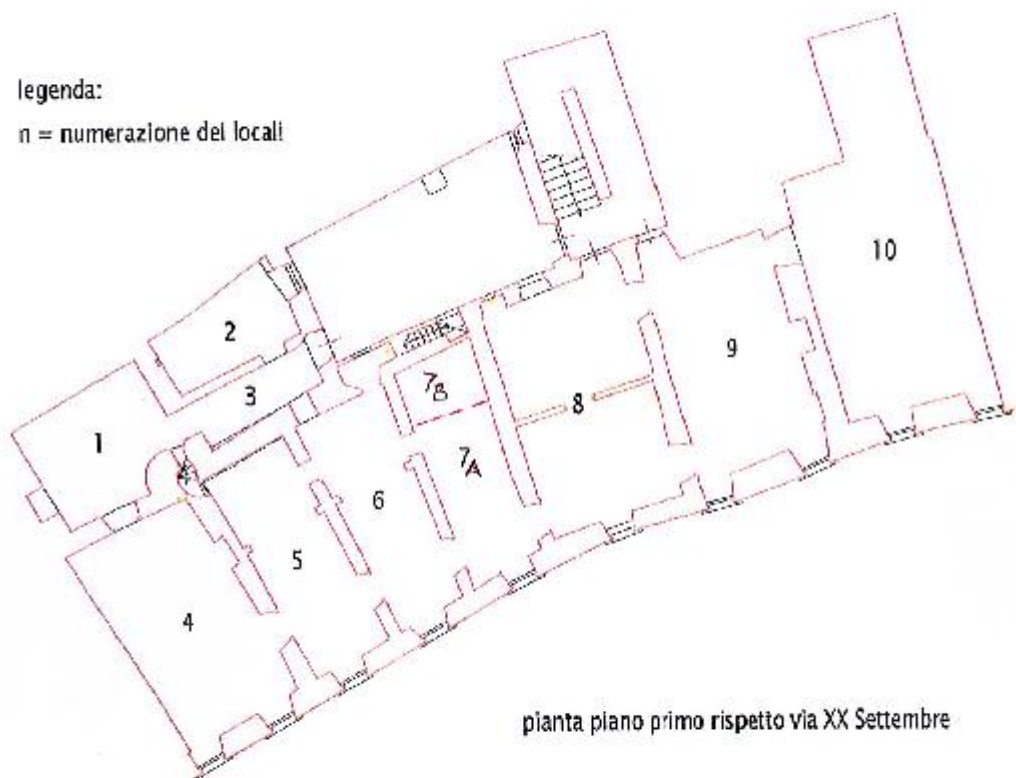 legenda:
n = numerazione dei locali
10
2
9
7B
3
8
1
7A
6
5
4
pianta piano primo rispetto via XX Settembre